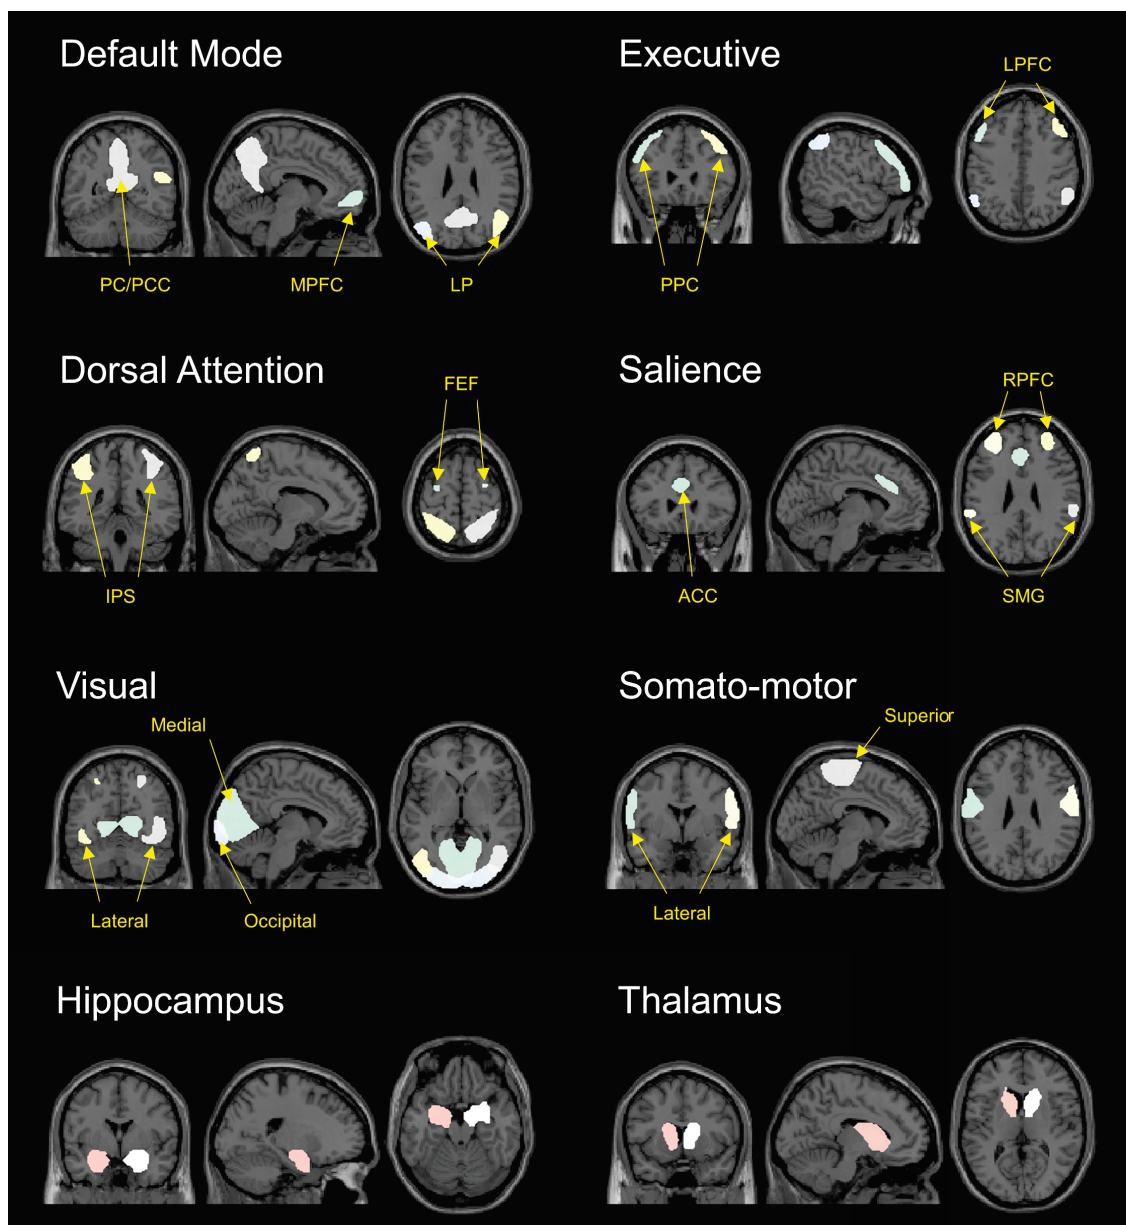 Default Mode
Executive
LPFC
PC/PCC
MPFC
LP
PPC
Dorsal Attention
Salience
FEF
RPFC
IPS
ACC
SMG
Visual
Somato-motor
Medial
Superior
Lateral
Occipital
Lateral
Hippocampus
Thalamus